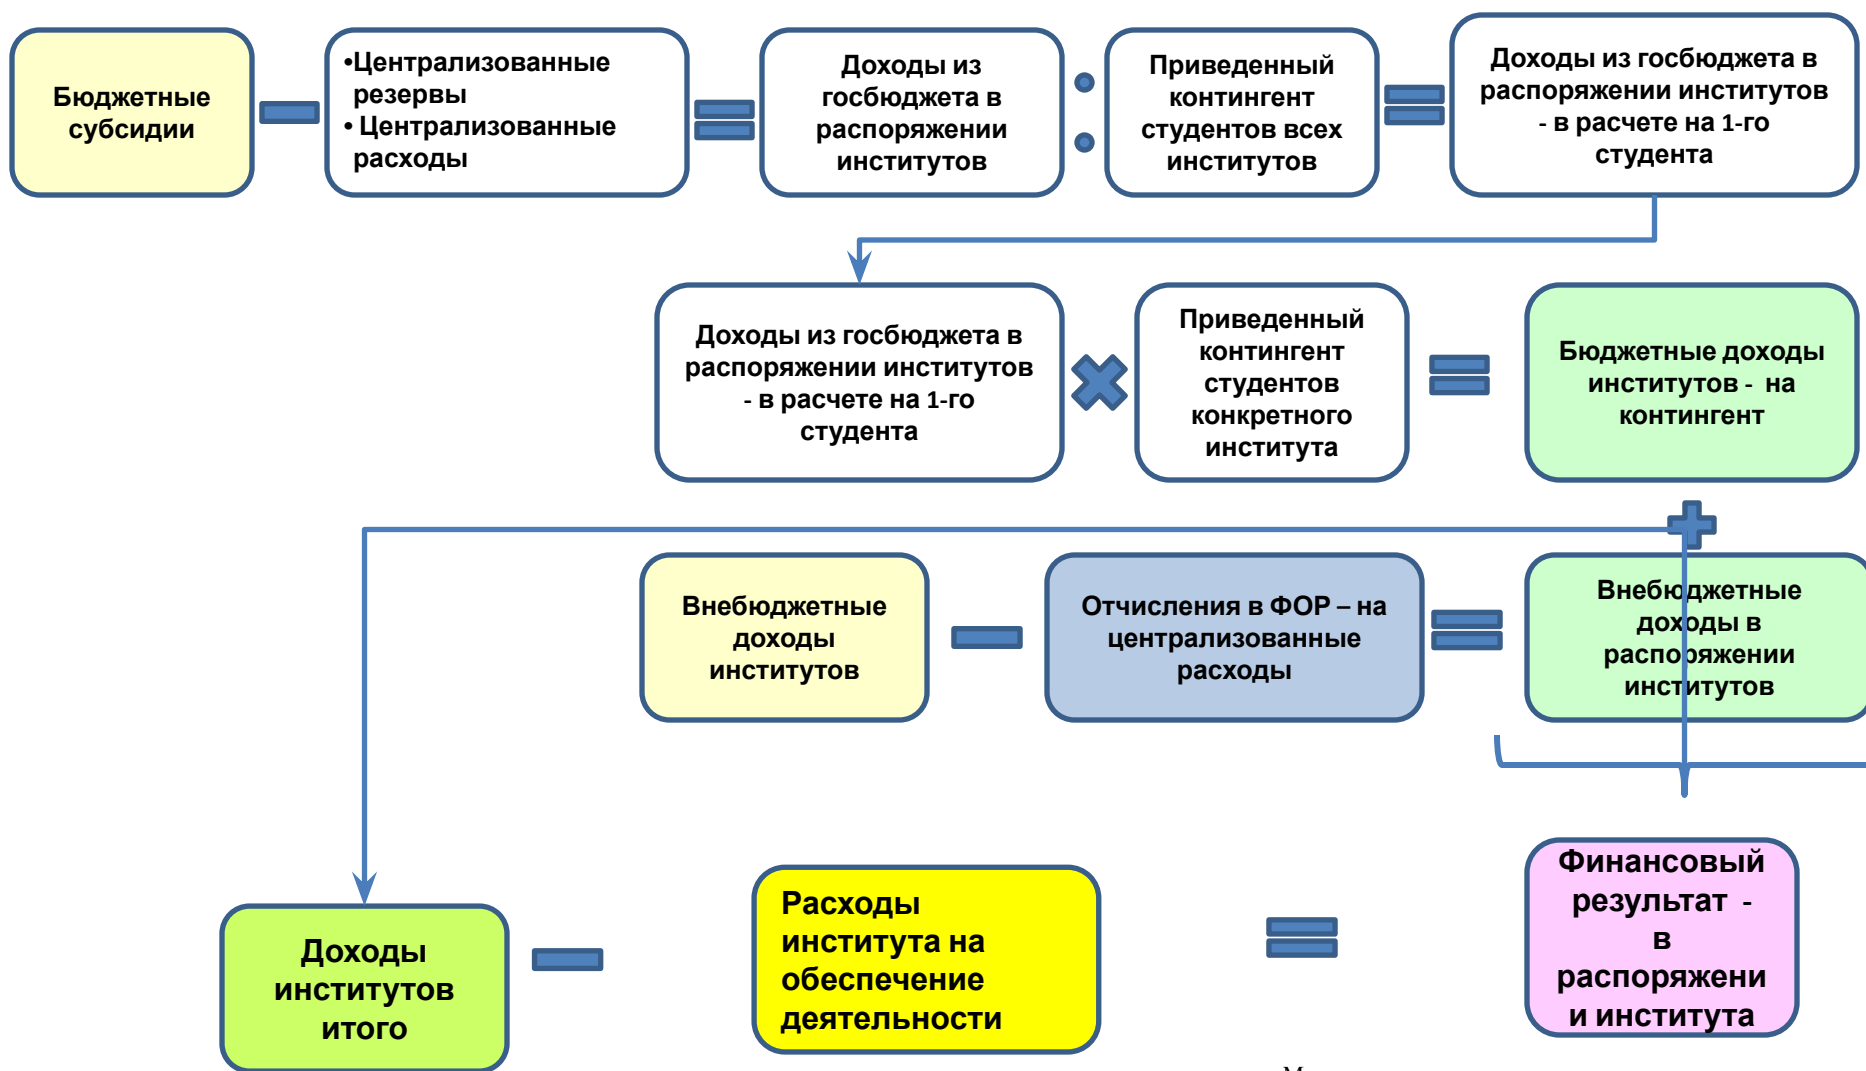 Бюджетные
субсидии
•Централизованные
резервы
• Централизованные
расходы
Доходы из
госбюджета в
распоряжении
институтов
Приведенный
контингент
студентов всех
институтов
Доходы из госбюджета в
распоряжении институтов
- в расчете на 1-го
студента
Доходы из госбюджета в
распоряжении институтов
- в расчете на 1-го
студента
Приведенный
контингент
студентов
конкретного
института
Бюджетные доходы
институтов - на
контингент
Внебюджетные
доходы
институтов
Отчисления в ФОР – на
централизованные
расходы
Внебюджетные
доходы в
распоряжении
институтов
Доходы
институтов
итого
Расходы
института на
обеспечение
деятельности
Финансовый
результат -
в
распоряжени
и института